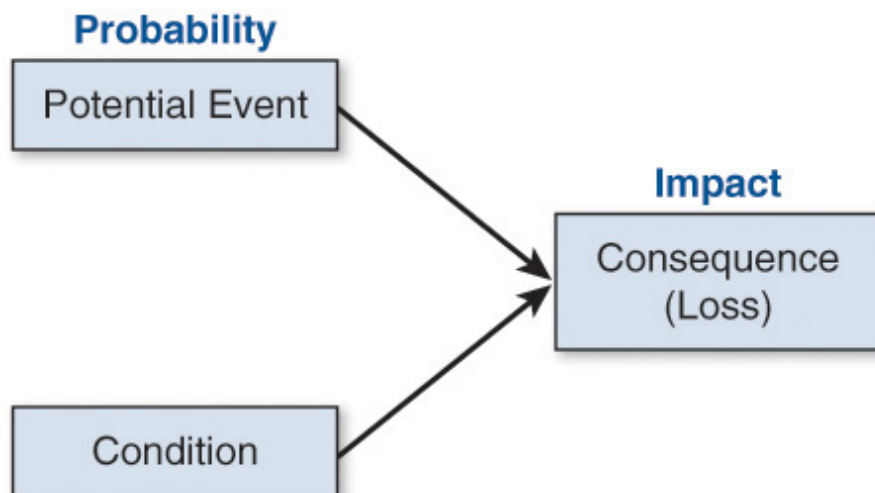 Probability
Potential Event
Impact
Consequence
(Loss)
Condition